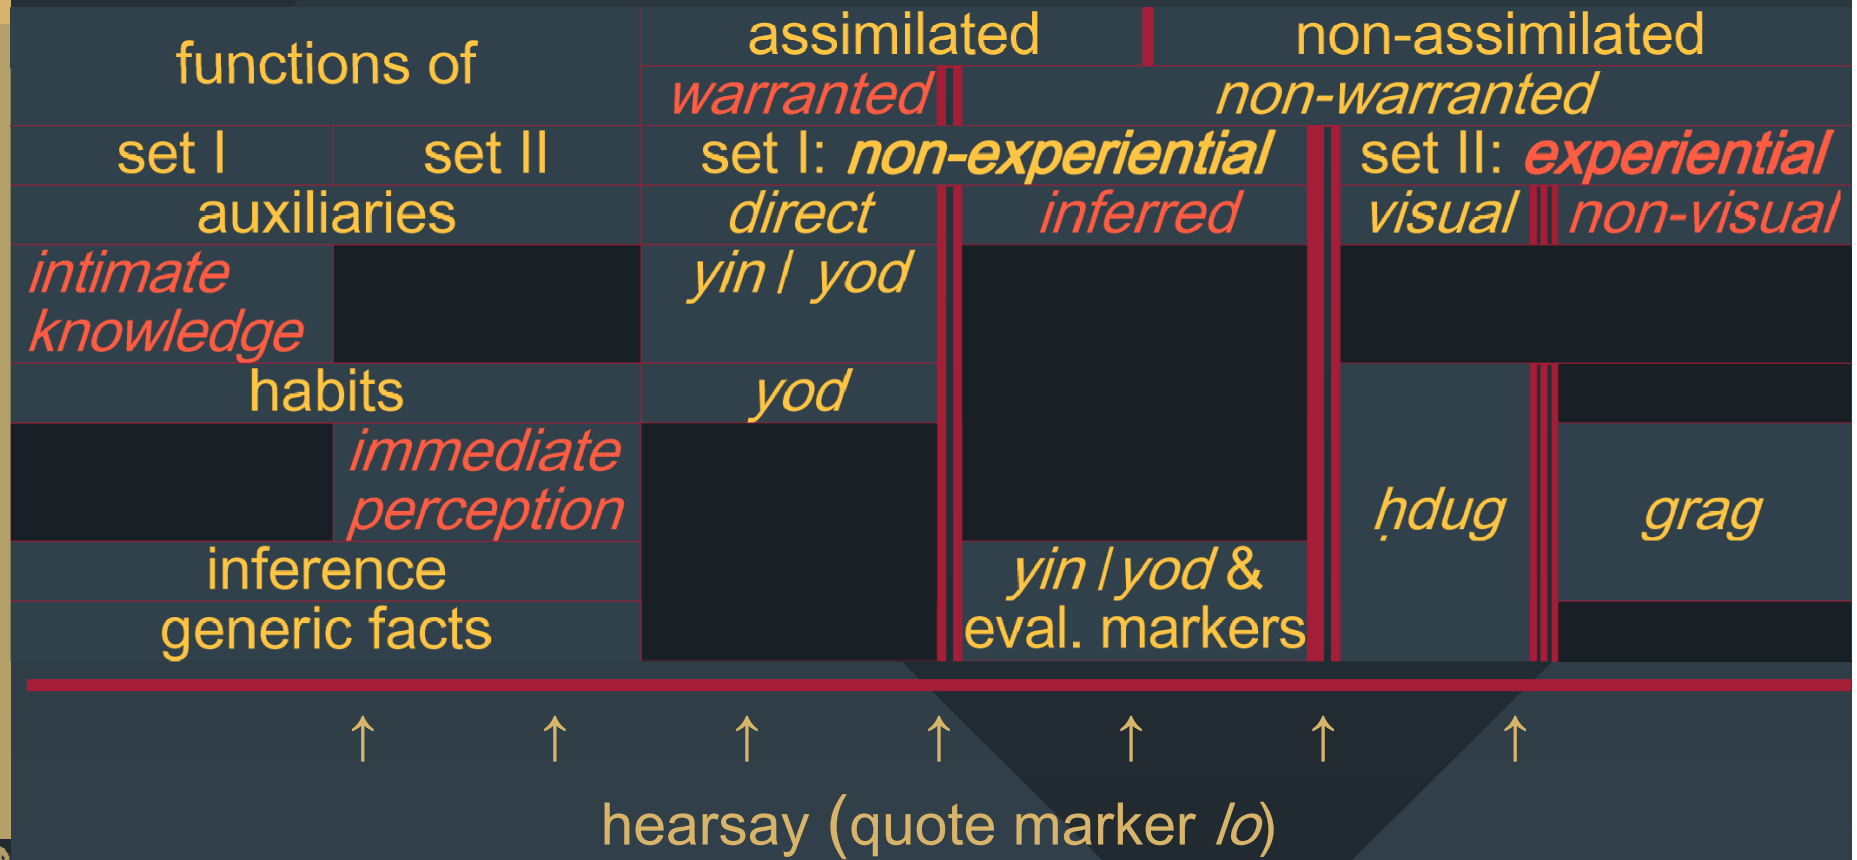 functions of
assimilated
non-assimilated
warranted
non-warranted
set I
set II
set I: non-experiential
set II: experiential
auxiliaries
direct
inferred
visual
non-visual
intimate
knowledge
yin / yod
habits
yod
immediate
perception
ḥdug
grag
inference
yin / yod &
generic facts
eval. markers
↑ ↑ ↑ ↑ ↑ ↑ ↑
hearsay (quote marker lo)